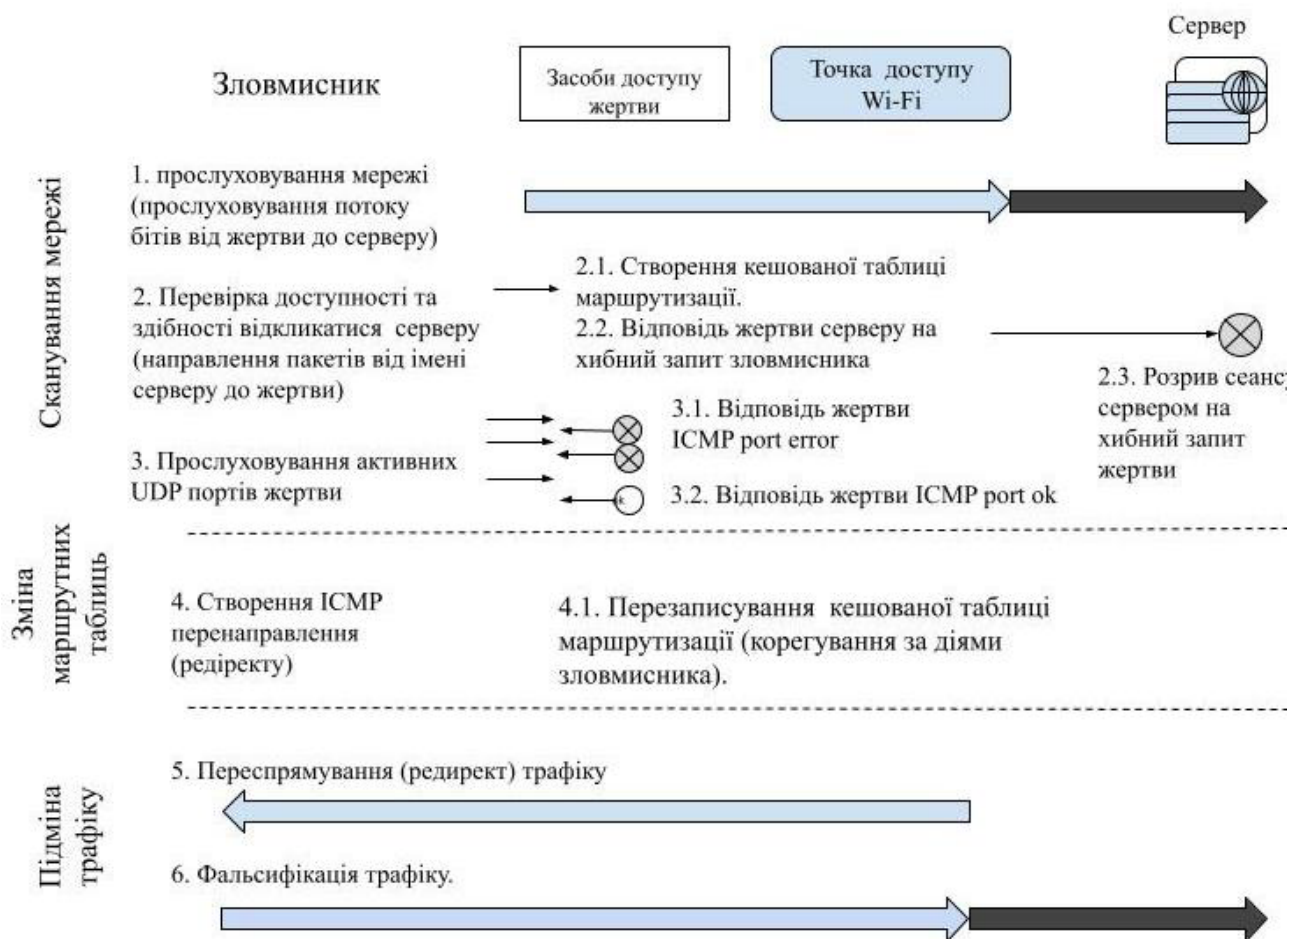 Сервер
Зловмисник
Засоби доступу
жертви
Точка доступу
Wi-Fi
Сканування мережі
1. прослуховування мережі
(прослуховування потоку
бітів від жертви до серверу)
2. Перевірка доступності та
здібності відкликатися серверу
(направлення пакетів від імені
серверу до жертви)
2.1. Створення кешованої таблиці
маршрутизації.
2.2. Відповідь жертви серверу на
хибний запит зловмисника
2.3. Розрив сеансу
сервером на
хибний запит
жертви
3. Прослуховування активних
UDP портів жертви
3.1. Відповідь жертви
ICMP port error
3.2. Відповідь жертви ICMP port ok
Зміна
маршрутних
таблиць
4. Створення ICMP
перенаправлення
(редіректу)
4.1. Перезаписування кешованої таблиці
маршрутизації (корегування за діями
зловмисника).
Підміна
трафіку
5. Переспрямування (редирект) трафіку
6. Фальсифікація трафіку.